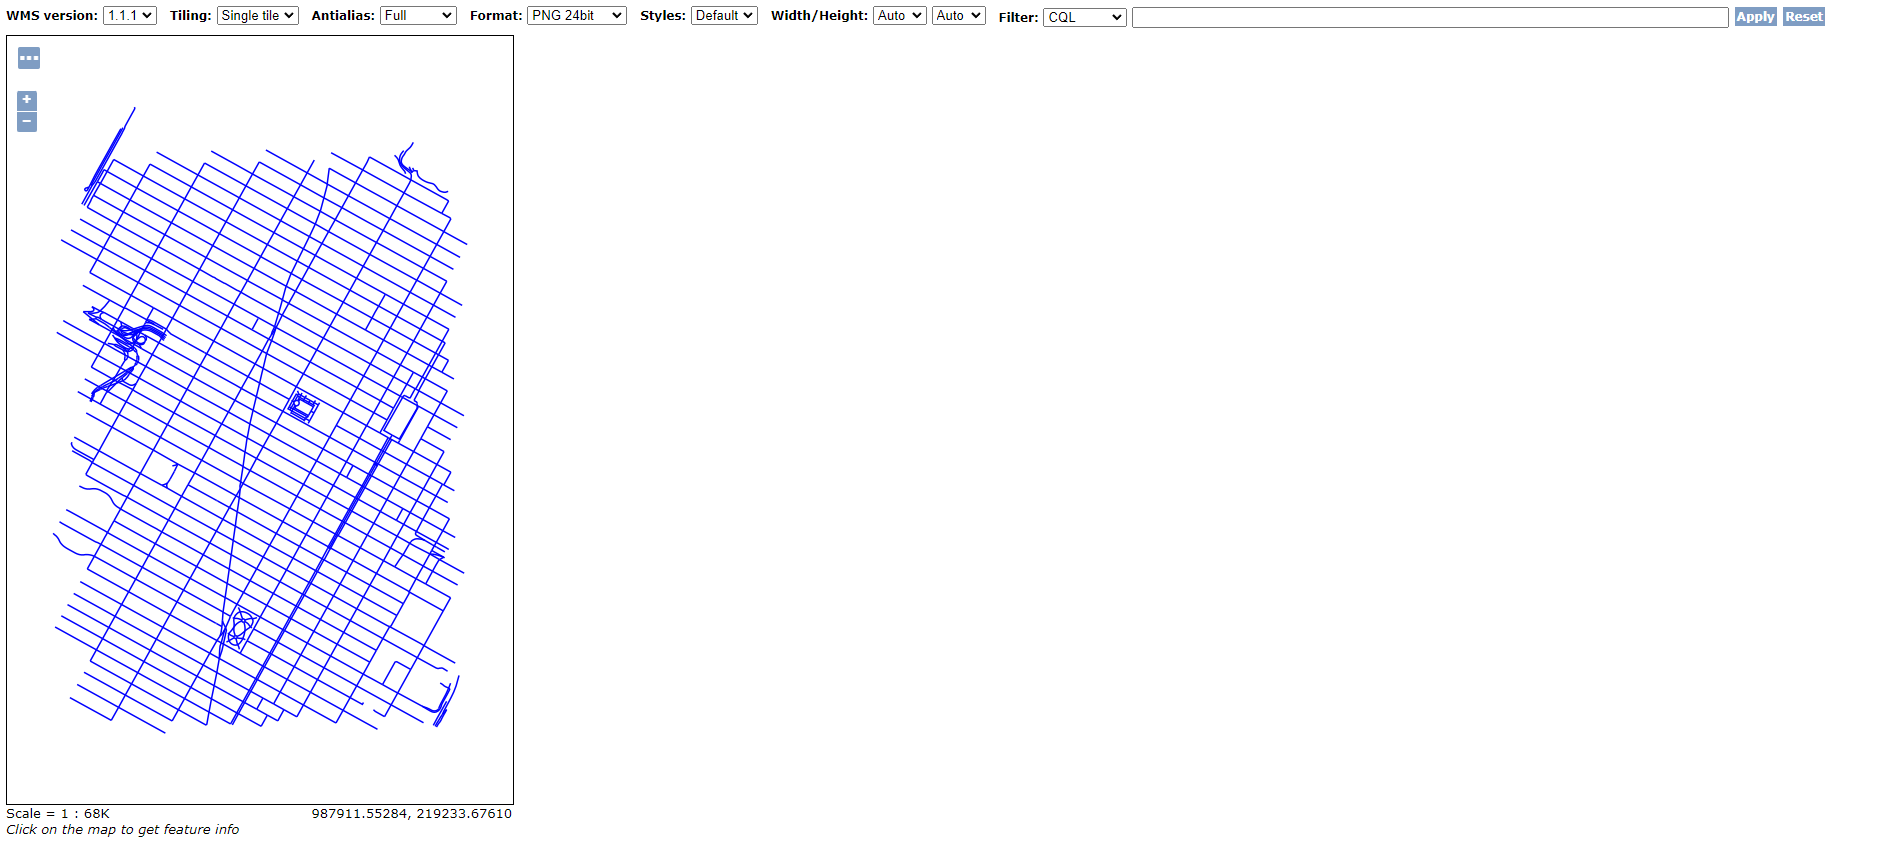 WMS version: 1.1.1 Tiling: Single tile Antialias: Full Format: PNG 24bit Styles: Default Width/Height: Auto Auto Filter: CQL Apply Reset
...
+
−
Scale = 1 : 68K 987911.55284, 219233.67610
Click on the map to get feature info